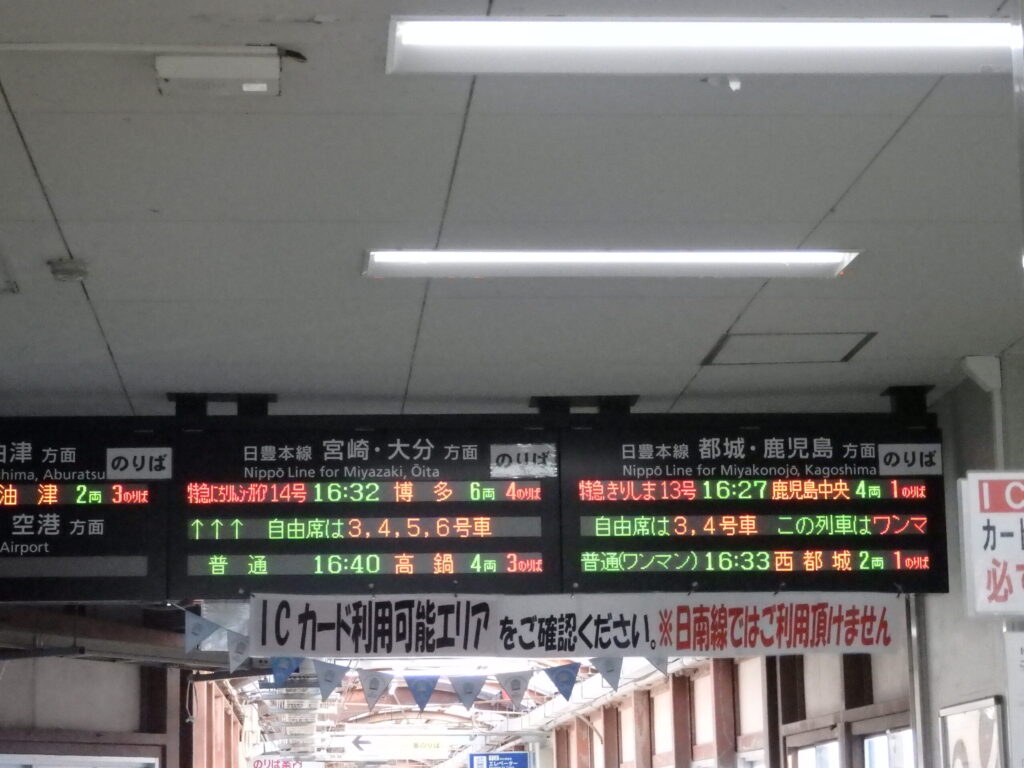 津 方面
shima, Aburatsu
のりば
油 津 2両 3のりば
空港 方面
Airport
日豊本線 宮崎・大分 方面
Nippō Line for Miyazaki, Ōita
のりば
特急にちりんシーガイア14号 16:32 博 多 6両 4のりば
↑↑↑ 自由席は3,4,5,6号車
普 通 16:40 高 鍋 4両 3のりば
日豊本線 都城・鹿児島 方面
Nippō Line for Miyakonojō, Kagoshima
のりば
特急きりしま13号 16:27 鹿児島中央 4両 1のりば
自由席は3,4号車 この列車はワンマ
普通(ワンマン) 16:33 西都城 2両 1のりば
ICカード利用可能エリア をご確認ください。※日南線ではご利用頂けません
IC
カード
必
エレベーター